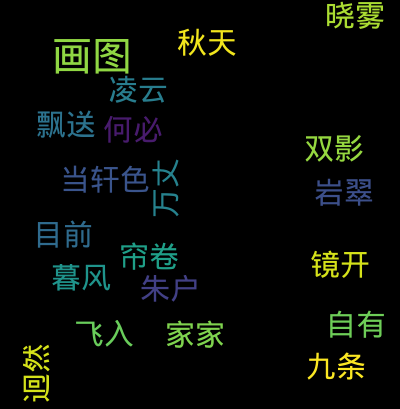 晓雾
秋天
画图
凌云
飘送
何必
双影
当轩色
万丈
岩翠
目前
帘卷
镜开
暮风
朱户
自有
飞入
家家
九条
迥然